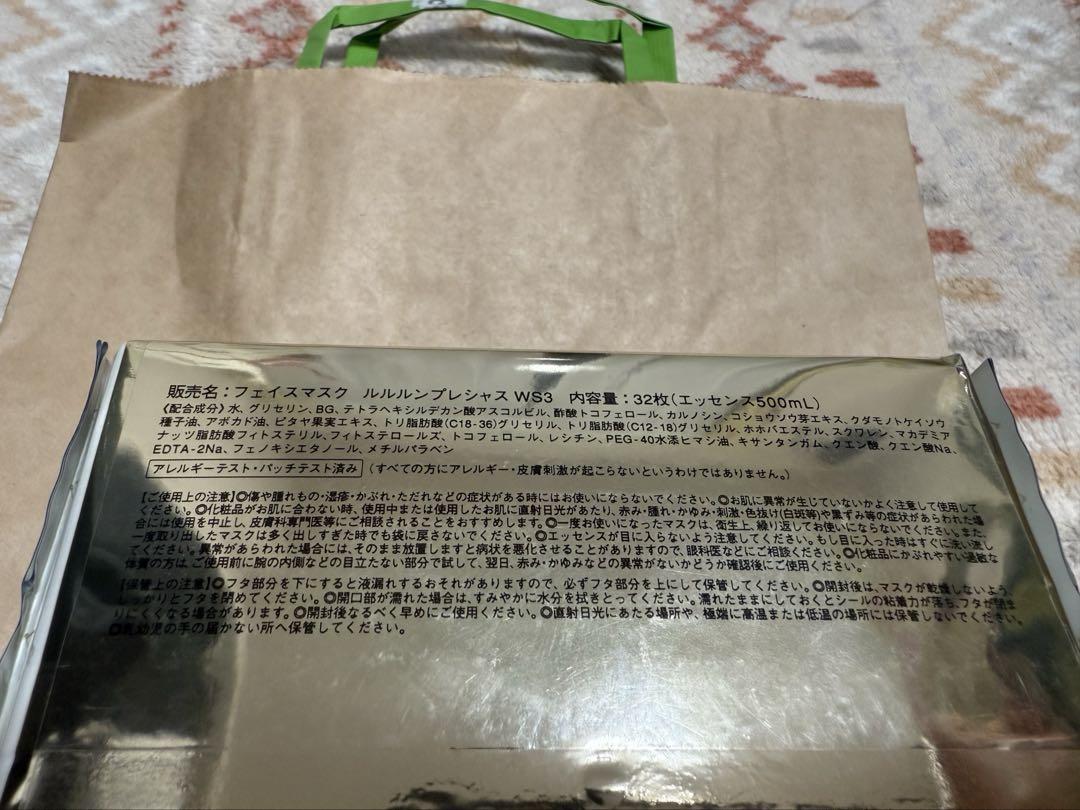 販売名：フェイスマスク ルルルンプレシャス WS3 内容量：32枚（エッセンス500mL）
《配合成分》水、グリセリン、BG、テトラヘキシルデカン酸アスコルビル、酢酸トコフェロール、カルノシン、コショウソウ芽エキス、クダモノトケイソウ
種子油、アボカド油、ピタヤ果実エキス、トリ脂肪酸(C18-36)グリセリル、トリ脂肪酸(C12-18)グリセリル、ホホバエステル、スクワレン、マカデミア
ナッツ脂肪酸フィトステリル、フィトステロールズ、トコフェロール、レシチン、PEG-40水添ヒマシ油、キサンタンガム、クエン酸、クエン酸Na、
EDTA-2Na、フェノキシエタノール、メチルパラベン
アレルギーテスト・パッチテスト済み（すべての方にアレルギー・皮膚刺激が起こらないというわけではありません。）
【ご使用上の注意】◎傷や腫れもの・湿疹・かぶれ・ただれなどの症状がある時にはお使いにならないでください。◎お肌に異常が生じていないかよく注意して使用して
ください。◎化粧品がお肌に合わない時、使用中または使用したお肌に直射日光があたり、赤み・腫れ・かゆみ・刺激・色抜け(白斑等)や黒ずみ等の症状があらわれた場
合には使用を中止し、皮膚科専門医等にご相談されることをおすすめします。◎一度お使いになったマスクは、衛生上、繰り返してお使いにならないでください。また、
一度取り出したマスクは多く出しすぎた時でも袋に戻さないでください。◎エッセンスが目に入らないよう注意してください。もし目に入った時はすぐに洗い流し
てください。異常があらわれた場合には、そのまま放置しますと病状を悪化させることがありますので、眼科医などにご相談ください。◎化粧品にかぶれやすい過敏な
体質の方は、ご使用前に腕の内側などの目立たない部分で試して、翌日、赤み・かゆみなどの異常がないかどうか確認後にご使用ください。
【保管上の注意】◎フタ部分を下にすると液漏れするおそれがありますので、必ずフタ部分を上にして保管してください。◎開封後は、マスクが乾燥しないよう、
しっかりとフタを閉めてください。◎開口部が濡れた場合は、すみやかに水分を拭きとってください。濡れたままにしておくとシールの粘着力が落ち、フタが閉ま
りにくくなる場合があります。◎開封後なるべく早めにご使用ください。◎直射日光にあたる場所や、極端に高温または低温の場所には保管しないでください。
◎乳幼児の手の届かない所へ保管してください。